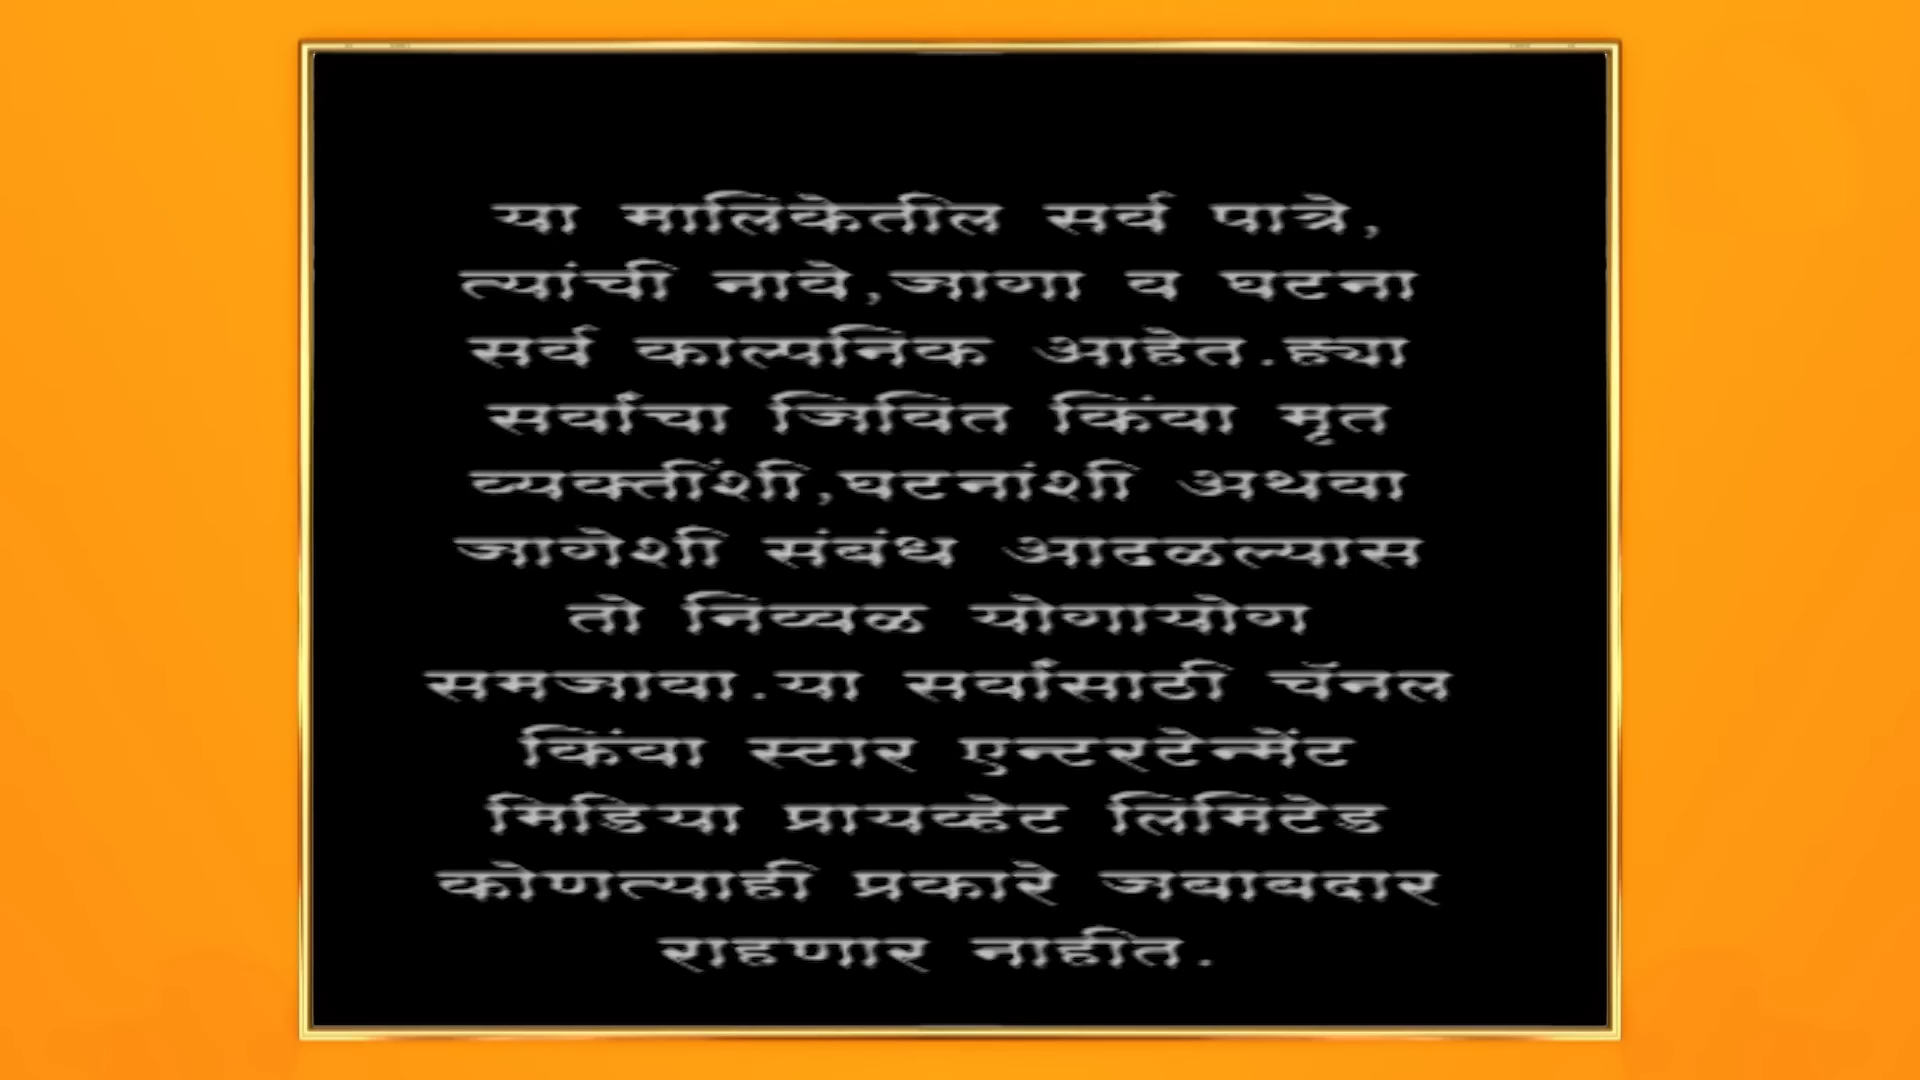 या मालिकेतील सर्व पात्रे,
त्यांची नावे,जागा व घटना
सर्व काल्पनिक आहेत.ह्या
सर्वांचा जिवित किंवा मृत
व्यक्तींशी,घटनांशी अथवा
जागेशी संबंध आढळल्यास
तो निव्वळ योगायोग
समजावा.या सर्वांसाठी चॅनल
किंवा स्टार एन्टरटेन्मेंट
मिडिया प्रायव्हेट लिमिटेड
कोणत्याही प्रकारे जबाबदार
राहणार नाहीत.